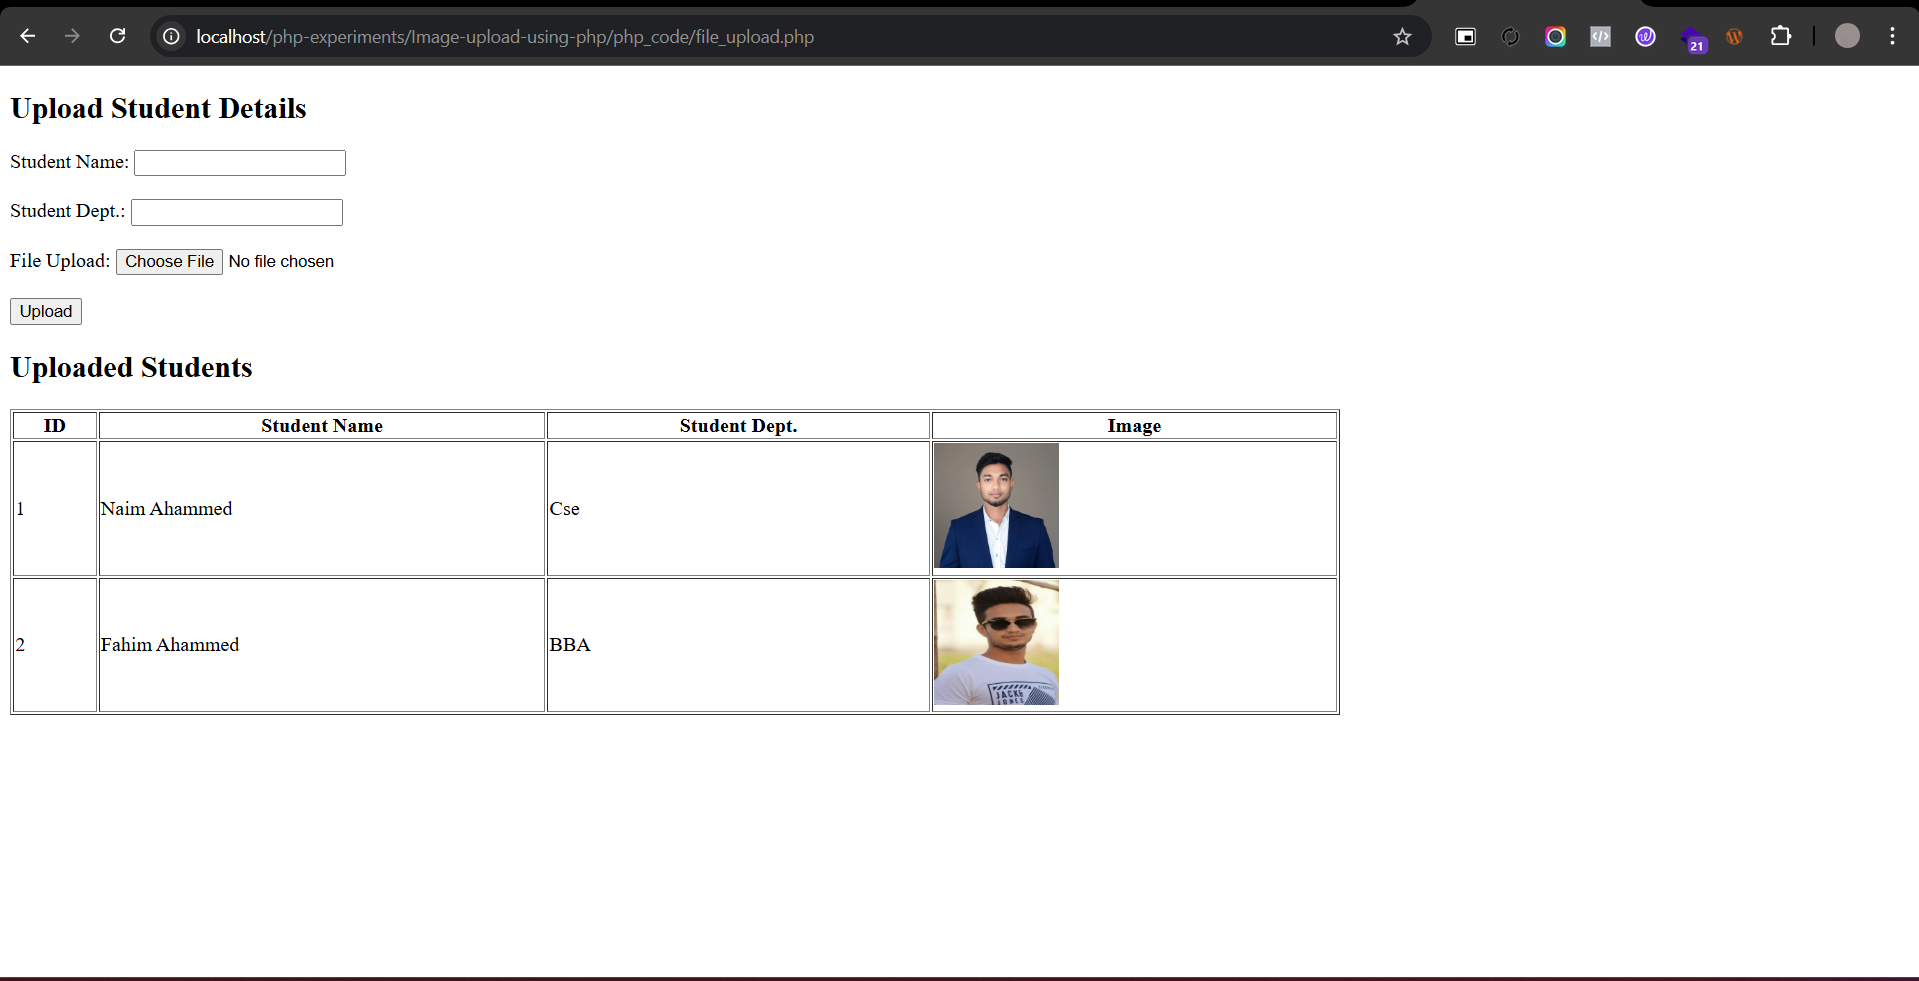 localhost/php-experiments/Image-upload-using-php/php_code/file_upload.php
21
Upload Student Details
Student Name:
Student Dept.:
File Upload: Choose File No file chosen
Upload
Uploaded Students
ID Student Name Student Dept. Image
1 Naim Ahammed Cse
2 Fahim Ahammed BBA
JACK&
JONES